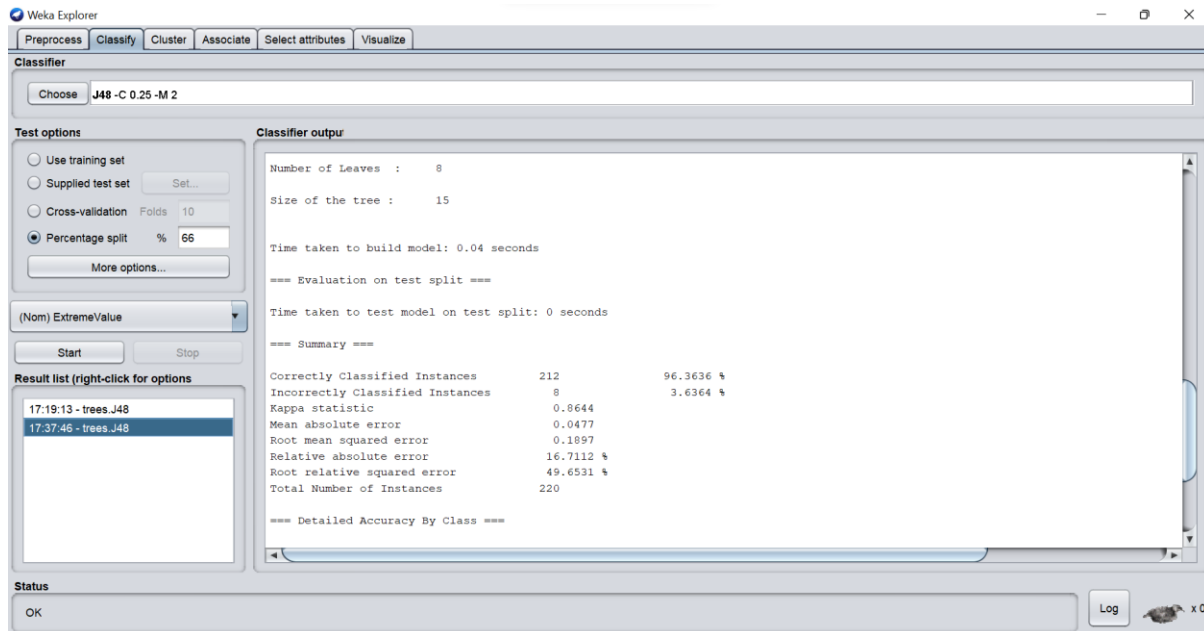 Weka Explorer
Preprocess Classify Cluster Associate Select attributes Visualize
Classifier
Choose J48 -C 0.25 -M 2
Test options
Use training set
Supplied test set Set...
Cross-validation Folds 10
Percentage split % 66
More options...
(Nom) ExtremeValue
Start Stop
Result list (right-click for options
17:19:13 - trees.J48
17:37:46 - trees.J48
Classifier output
Number of Leaves : 8
Size of the tree : 15
Time taken to build model: 0.04 seconds
=== Evaluation on test split ===
Time taken to test model on test split: 0 seconds
=== Summary ===
Correctly Classified Instances 212 96.3636 %
Incorrectly Classified Instances 8 3.6364 %
Kappa statistic 0.8644
Mean absolute error 0.0477
Root mean squared error 0.1897
Relative absolute error 16.7112 %
Root relative squared error 49.6531 %
Total Number of Instances 220
=== Detailed Accuracy By Class ===
Status
OK
Log x 0